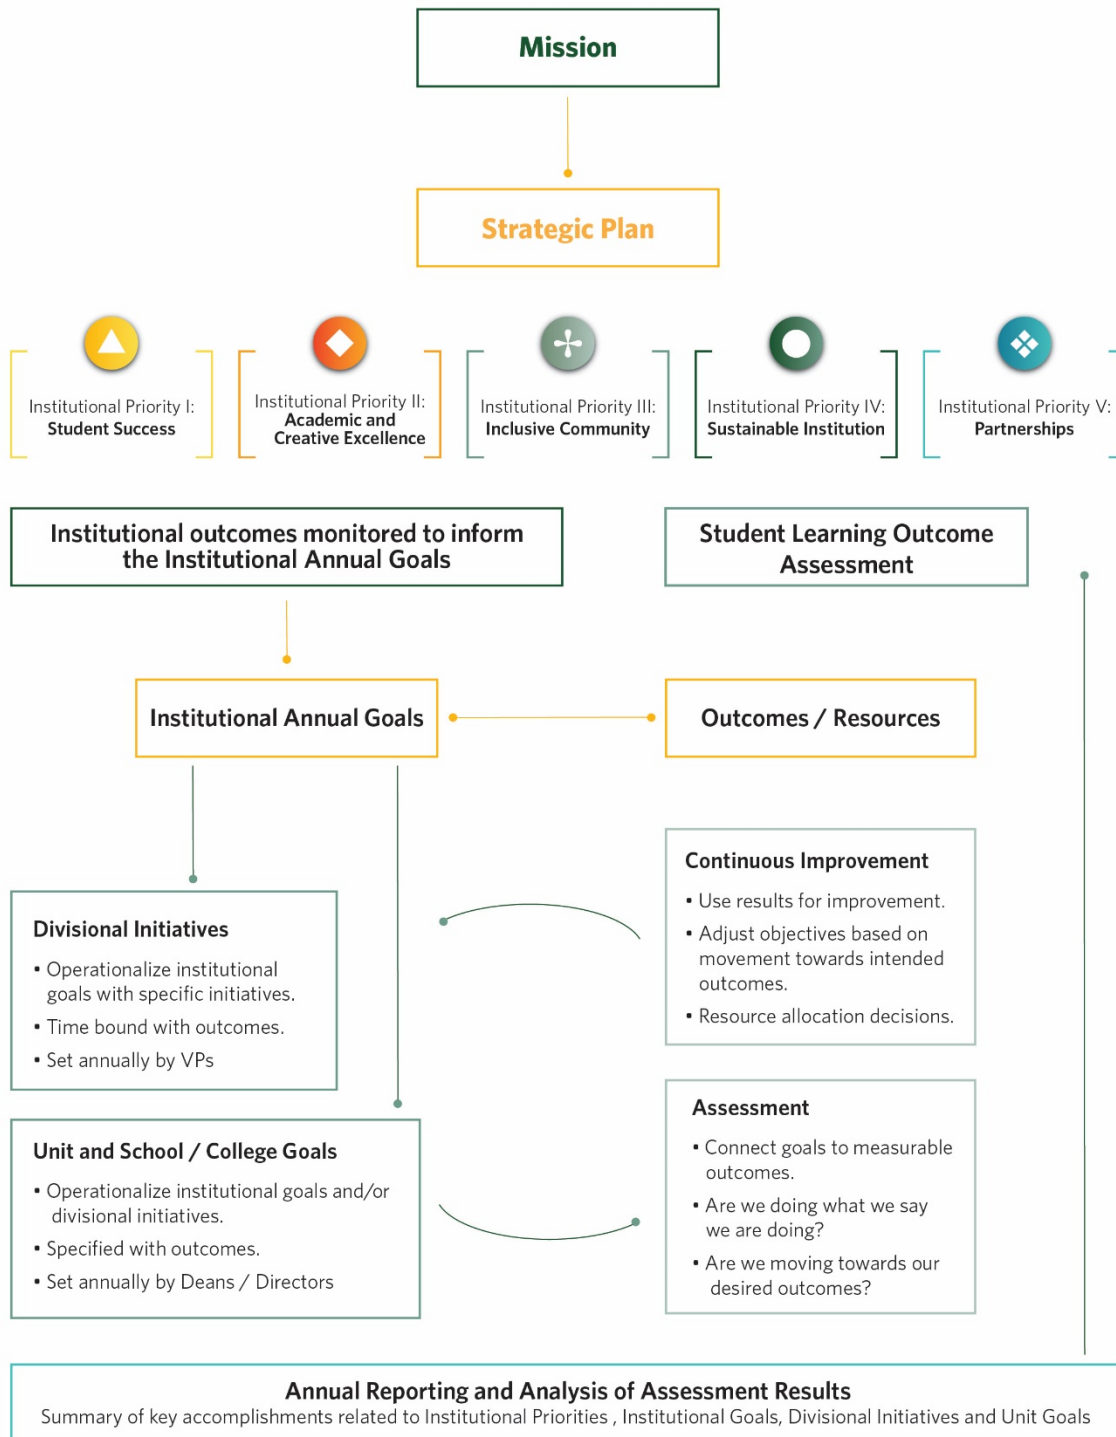 Mission
Strategic Plan
Institutional Priority I:
Student Success
Institutional Priority II:
Academic and
Creative Excellence
Institutional Priority III:
Inclusive Community
Institutional Priority IV:
Sustainable Institution
Institutional Priority V:
Partnerships
Institutional outcomes monitored to inform
the Institutional Annual Goals
Student Learning Outcome
Assessment
Institutional Annual Goals
Outcomes / Resources
Divisional Initiatives
• Operationalize institutional
goals with specific initiatives.
• Time bound with outcomes.
• Set annually by VPs
Continuous Improvement
• Use results for improvement.
• Adjust objectives based on
movement towards intended
outcomes.
• Resource allocation decisions.
Unit and School / College Goals
• Operationalize institutional goals and/or
divisional initiatives.
• Specified with outcomes.
• Set annually by Deans / Directors
Assessment
• Connect goals to measurable
outcomes.
• Are we doing what we say
we are doing?
• Are we moving towards our
desired outcomes?
Annual Reporting and Analysis of Assessment Results
Summary of key accomplishments related to Institutional Priorities , Institutional Goals, Divisional Initiatives and Unit Goals